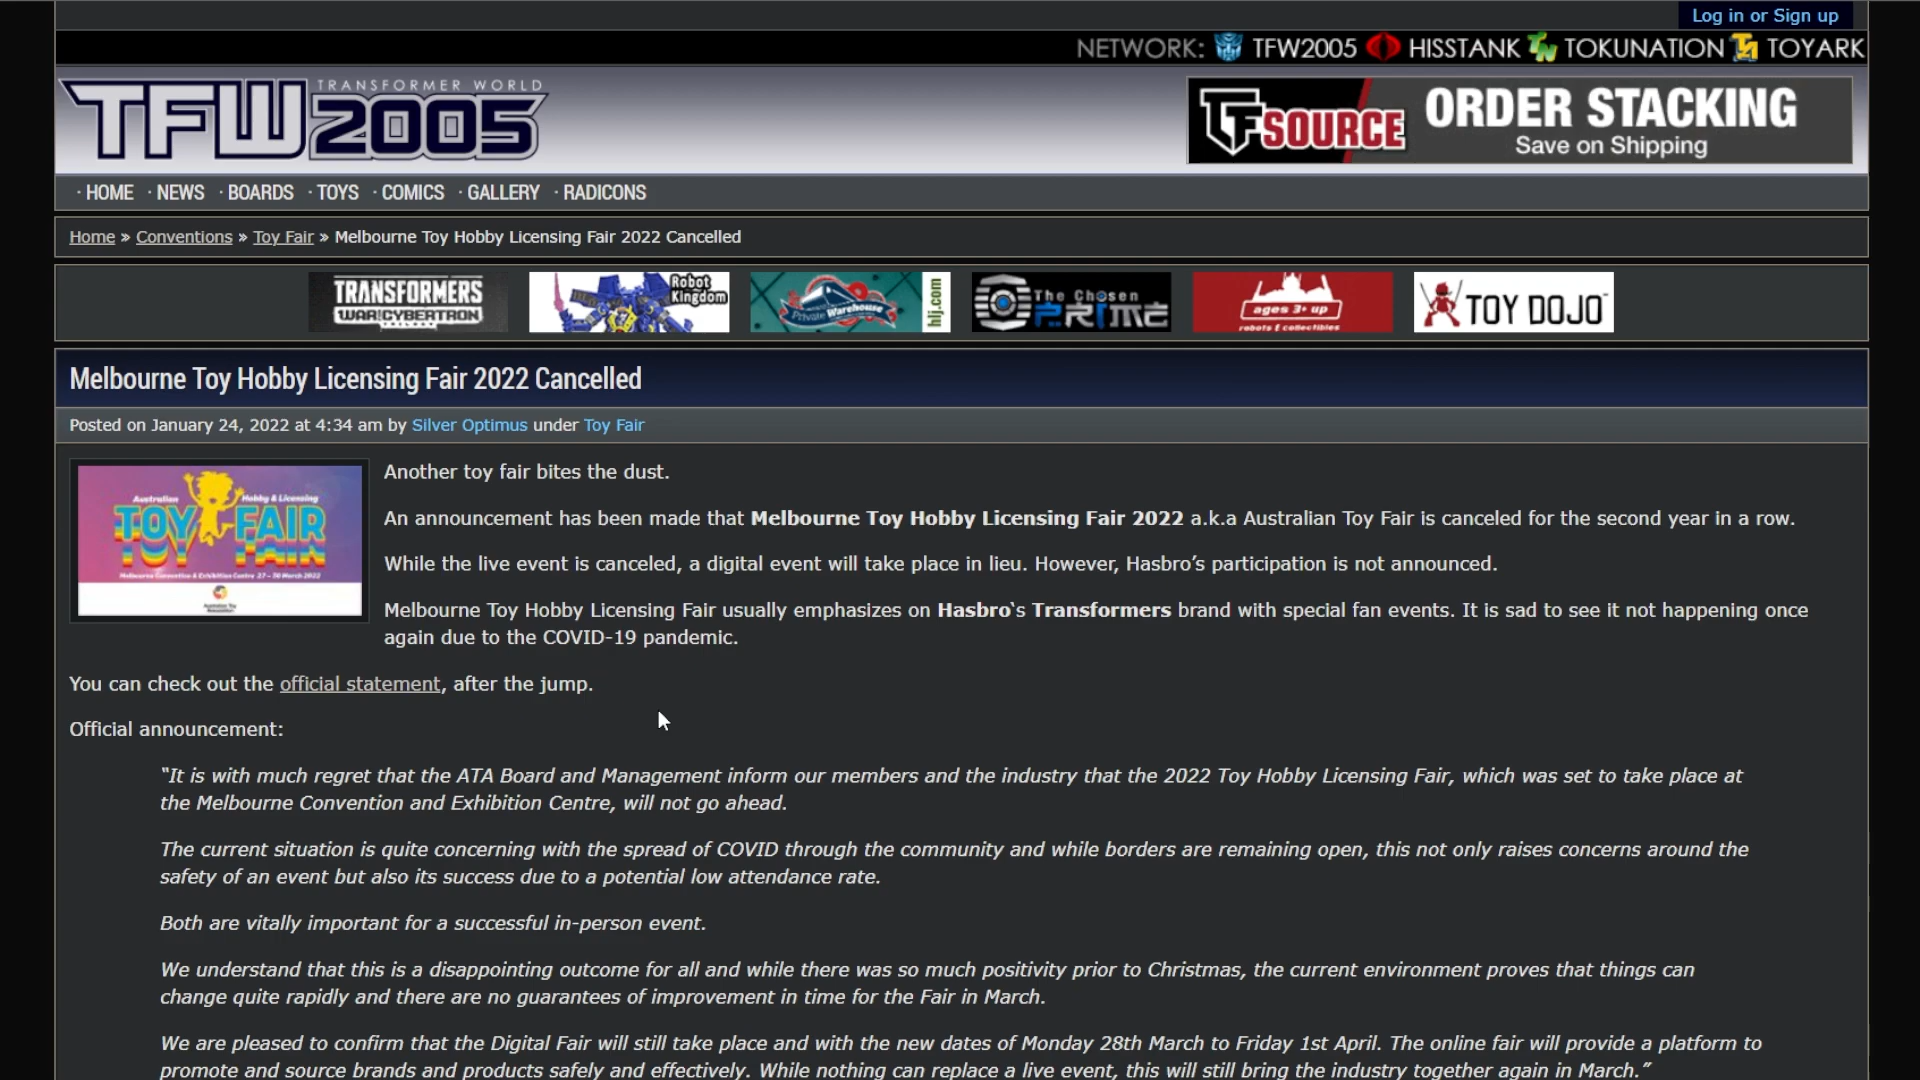 Log in or Sign up
NETWORK: TFW2005 HISSTANK TOKUNATION TOYARK
TRANSFORMER WORLD
TFW2005
TFSOURCE ORDER STACKING
Save on Shipping
· HOME · NEWS · BOARDS · TOYS · COMICS · GALLERY · RADICONS
Home » Conventions » Toy Fair » Melbourne Toy Hobby Licensing Fair 2022 Cancelled
TRANSFORMERS
WAR CYBERTRON
Robot
Kingdom
Private Warehouse
hlj.com
The Chosen
PRIME
ages 3+ up
robots & collectibles
TOY DOJO
Melbourne Toy Hobby Licensing Fair 2022 Cancelled
Posted on January 24, 2022 at 4:34 am by Silver Optimus under Toy Fair
Australian Hobby & Licensing
TOY FAIR
Melbourne Convention & Exhibition Centre 27 – 30 March 2022
Australian Toy
Association
Another toy fair bites the dust.
An announcement has been made that Melbourne Toy Hobby Licensing Fair 2022 a.k.a Australian Toy Fair is canceled for the second year in a row.
While the live event is canceled, a digital event will take place in lieu. However, Hasbro’s participation is not announced.
Melbourne Toy Hobby Licensing Fair usually emphasizes on Hasbro‘s Transformers brand with special fan events. It is sad to see it not happening once
again due to the COVID-19 pandemic.
You can check out the official statement, after the jump.
Official announcement:
“It is with much regret that the ATA Board and Management inform our members and the industry that the 2022 Toy Hobby Licensing Fair, which was set to take place at
the Melbourne Convention and Exhibition Centre, will not go ahead.
The current situation is quite concerning with the spread of COVID through the community and while borders are remaining open, this not only raises concerns around the
safety of an event but also its success due to a potential low attendance rate.
Both are vitally important for a successful in-person event.
We understand that this is a disappointing outcome for all and while there was so much positivity prior to Christmas, the current environment proves that things can
change quite rapidly and there are no guarantees of improvement in time for the Fair in March.
We are pleased to confirm that the Digital Fair will still take place and with the new dates of Monday 28th March to Friday 1st April. The online fair will provide a platform to
promote and source brands and products safely and effectively. While nothing can replace a live event, this will still bring the industry together again in March.”